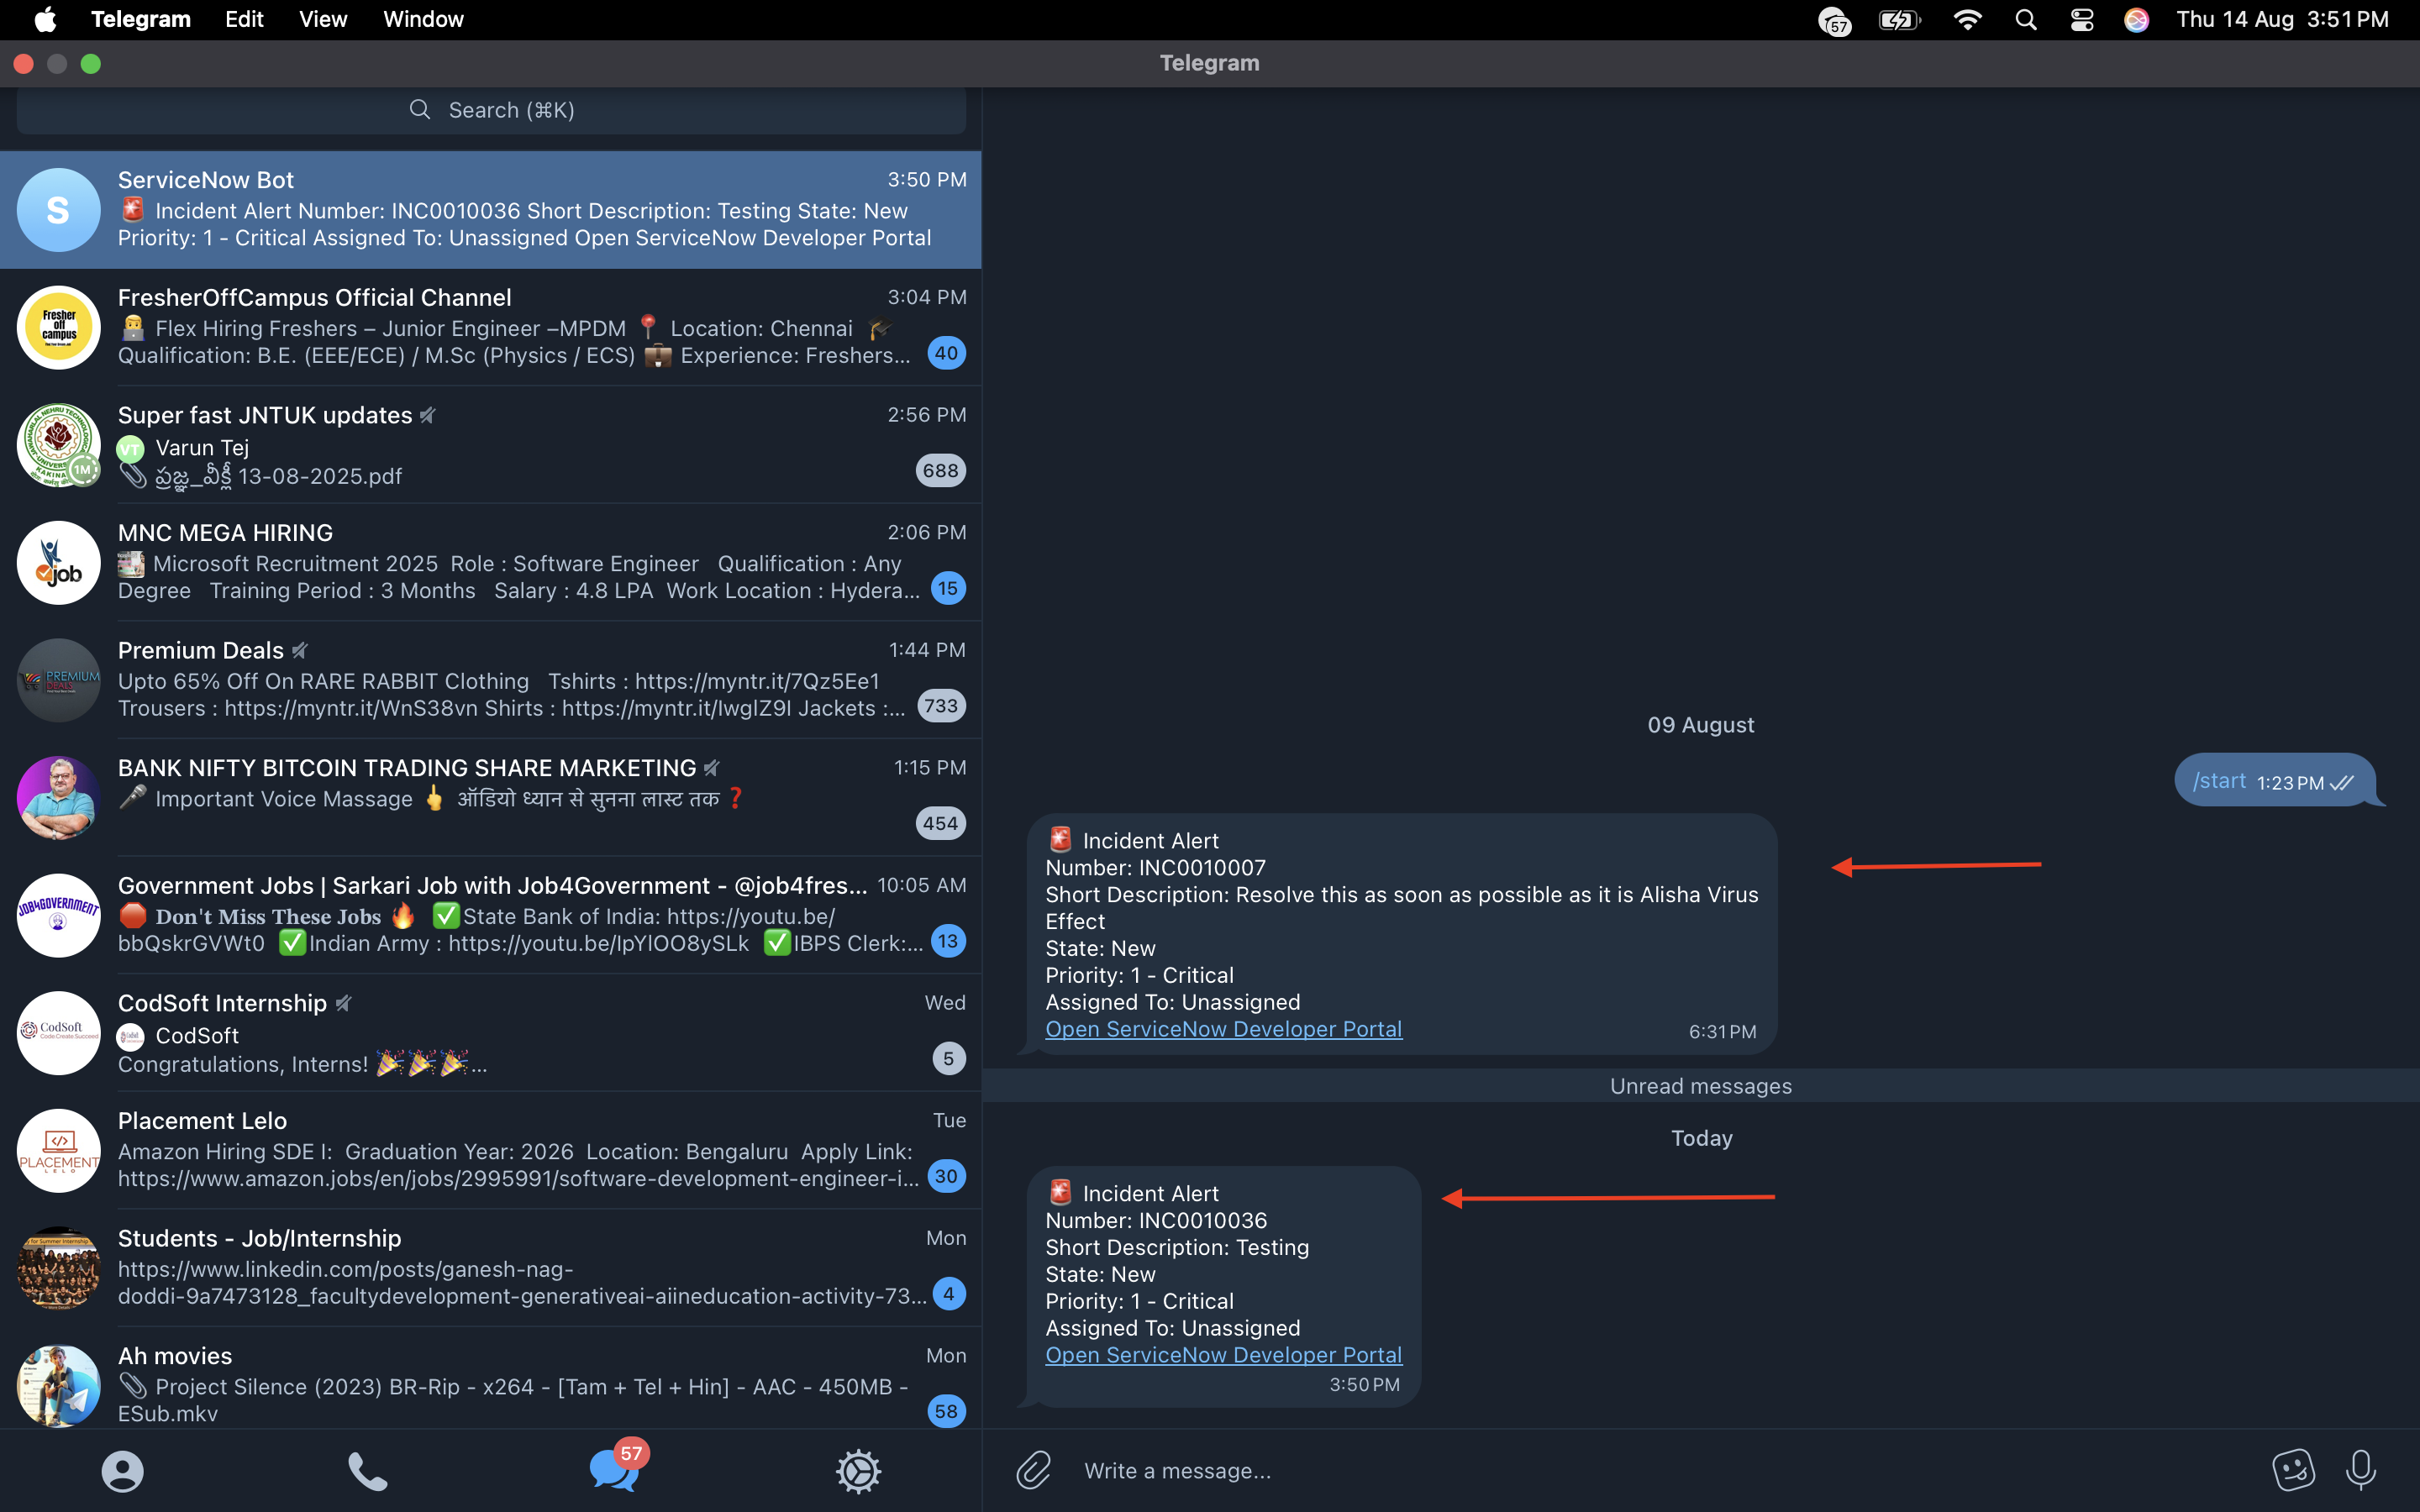 Telegram Edit View Window
57
Thu 14 Aug 3:51 PM
Telegram
Search (⌘K)
S
ServiceNow Bot 3:50 PM
🚨 Incident Alert Number: INC0010036 Short Description: Testing State: New
Priority: 1 - Critical Assigned To: Unassigned Open ServiceNow Developer Portal
Fresher
off
campus
FresherOffCampus Official Channel 3:04 PM
👨‍💻 Flex Hiring Freshers – Junior Engineer –MPDM 📍 Location: Chennai 🎓
Qualification: B.E. (EEE/ECE) / M.Sc (Physics / ECS) 💼 Experience: Freshers... 40
Super fast JNTUK updates 2:56 PM
VT Varun Tej
1M
📎 ప్రజ్ఞ_వీక్లీ 13-08-2025.pdf 688
job
MNC MEGA HIRING 2:06 PM
Microsoft Recruitment 2025 Role : Software Engineer Qualification : Any
Degree Training Period : 3 Months Salary : 4.8 LPA Work Location : Hydera... 15
PREMIUM
DEALS
Premium Deals 1:44 PM
Upto 65% Off On RARE RABBIT Clothing Tshirts : https://myntr.it/7Qz5Ee1
Trousers : https://myntr.it/WnS38vn Shirts : https://myntr.it/IwglZ9I Jackets :... 733
BANK NIFTY BITCOIN TRADING SHARE MARKETING 1:15 PM
🎤 Important Voice Massage 👆 ऑडियो ध्यान से सुनना लास्ट तक ❓
454
JOB4GOVERNMENT
Government Jobs | Sarkari Job with Job4Government - @job4fres... 10:05 AM
🛑 Don't Miss These Jobs 🔥 ✅State Bank of India: https://youtu.be/
bbQskrGVWt0 ✅Indian Army : https://youtu.be/IpYlOO8ySLk ✅IBPS Clerk:... 13
CodSoft
Code.Create.Succeed
CodSoft Internship Wed
CodSoft
Congratulations, Interns! 🎉🎉🎉... 5
PLACEMENT
LELO
Placement Lelo Tue
Amazon Hiring SDE I: Graduation Year: 2026 Location: Bengaluru Apply Link:
https://www.amazon.jobs/en/jobs/2995991/software-development-engineer-i... 30
Students - Job/Internship Mon
https://www.linkedin.com/posts/ganesh-nag-
doddi-9a7473128_facultydevelopment-generativeai-aiineducation-activity-73... 4
Ah movies Mon
📎 Project Silence (2023) BR-Rip - x264 - [Tam + Tel + Hin] - AAC - 450MB -
ESub.mkv 58
57
09 August
/start 1:23 PM
🚨 Incident Alert
Number: INC0010007
Short Description: Resolve this as soon as possible as it is Alisha Virus
Effect
State: New
Priority: 1 - Critical
Assigned To: Unassigned
Open ServiceNow Developer Portal 6:31 PM
Unread messages
Today
🚨 Incident Alert
Number: INC0010036
Short Description: Testing
State: New
Priority: 1 - Critical
Assigned To: Unassigned
Open ServiceNow Developer Portal
3:50 PM
Write a message...